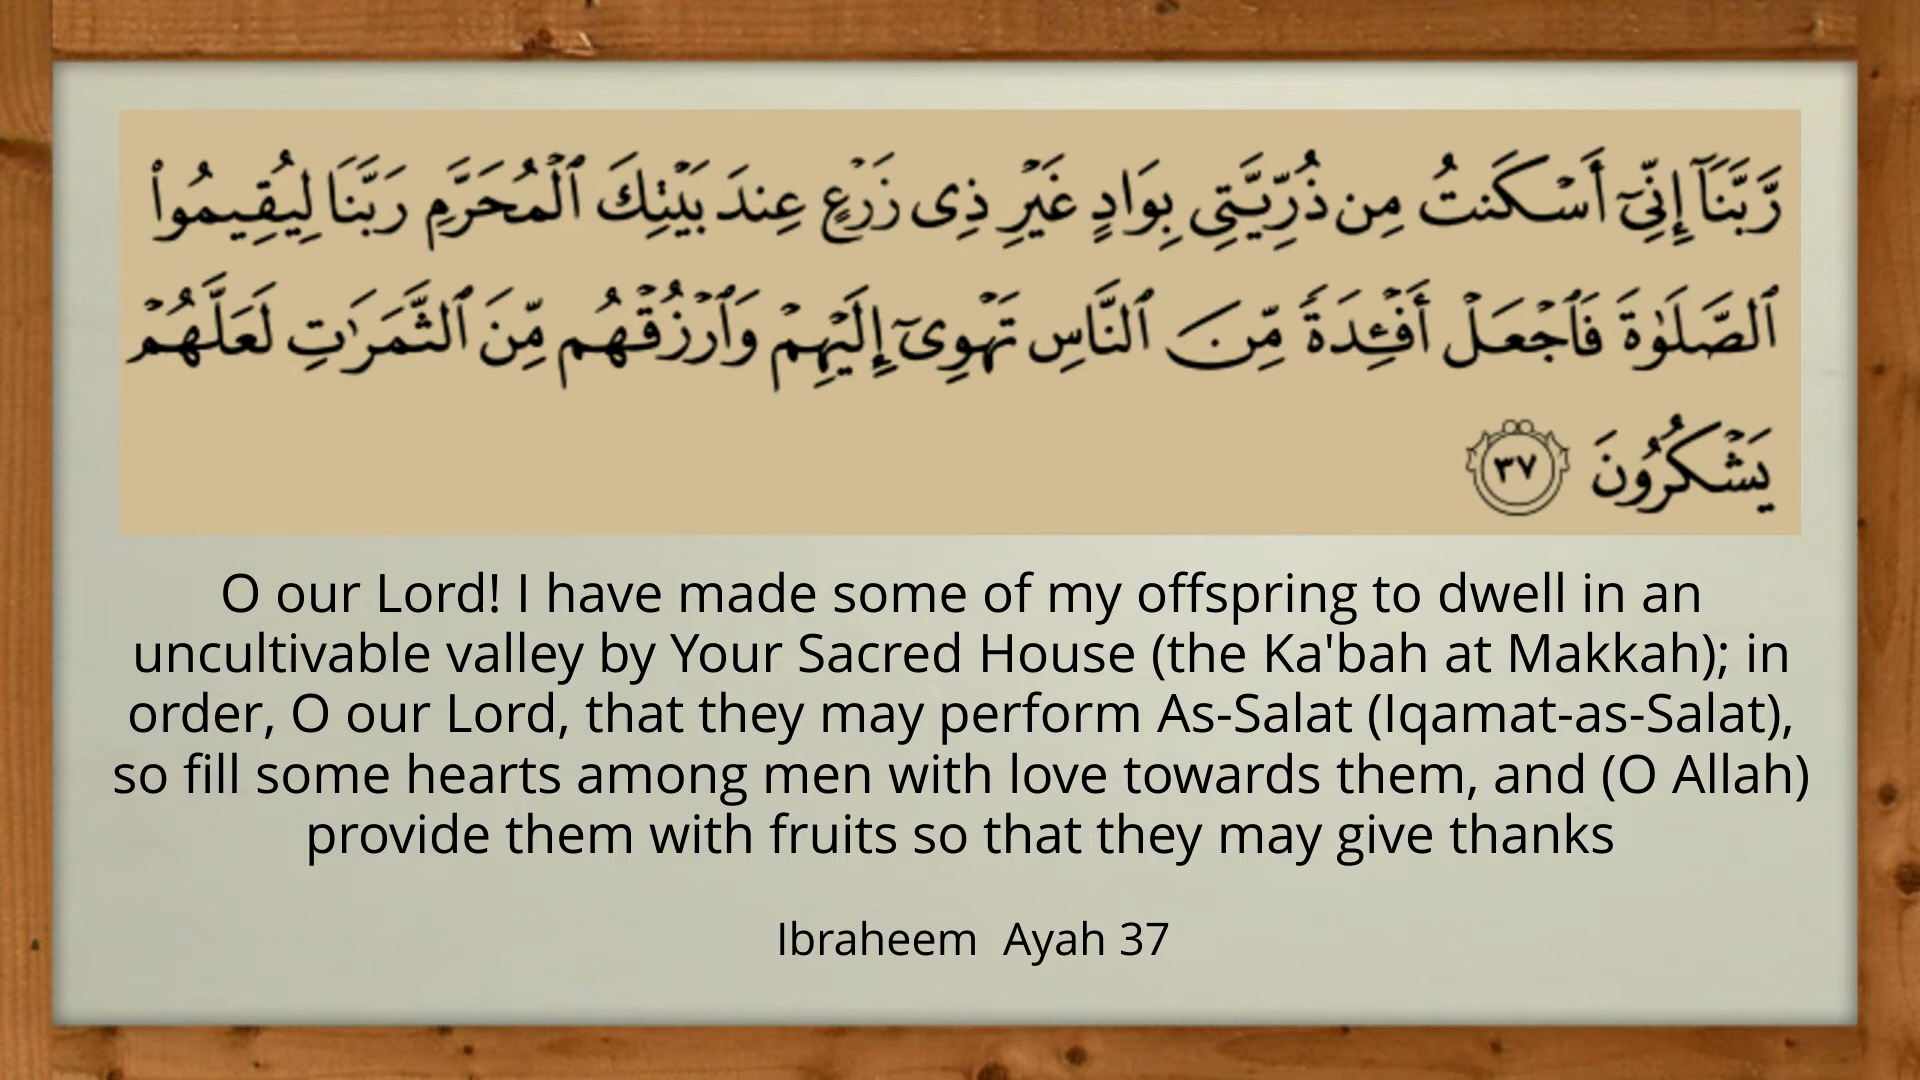 رَّبَّنَآ إِنِّىٓ أَسۡكَنتُ مِن ذُرِّيَّتِى بِوَادٍ غَيۡرِ ذِى زَرۡعٍ عِندَ بَيۡتِكَ ٱلۡمُحَرَّمِ رَبَّنَا لِيُقِيمُواْ
ٱلصَّلَوٰةَ فَٱجۡعَلۡ أَفۡـِٔدَةً مِّنَ ٱلنَّاسِ تَهۡوِىٓ إِلَيۡهِمۡ وَٱرۡزُقۡهُم مِّنَ ٱلثَّمَرَٰتِ لَعَلَّهُمۡ
يَشۡكُرُونَ ٣٧
O our Lord! I have made some of my offspring to dwell in an
uncultivable valley by Your Sacred House (the Ka'bah at Makkah); in
order, O our Lord, that they may perform As-Salat (Iqamat-as-Salat),
so fill some hearts among men with love towards them, and (O Allah)
provide them with fruits so that they may give thanks
Ibraheem  Ayah 37